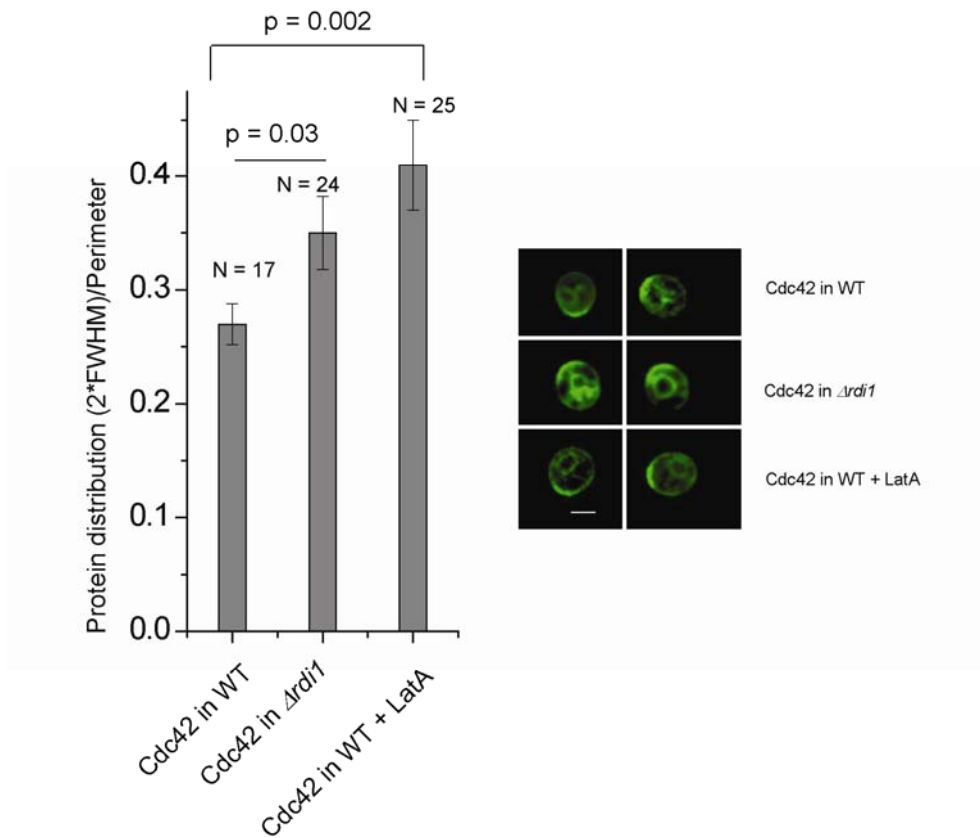 p = 0.002
N = 25
p = 0.03
N = 24
N = 17
Protein distribution (2*FWHM)/Perimeter
0.4
0.3
0.2
0.1
0.0
Cdc42 in WT
Cdc42 in Δrdi1
Cdc42 in WT + LatA
Cdc42 in WT
Cdc42 in Δrdi1
Cdc42 in WT + LatA